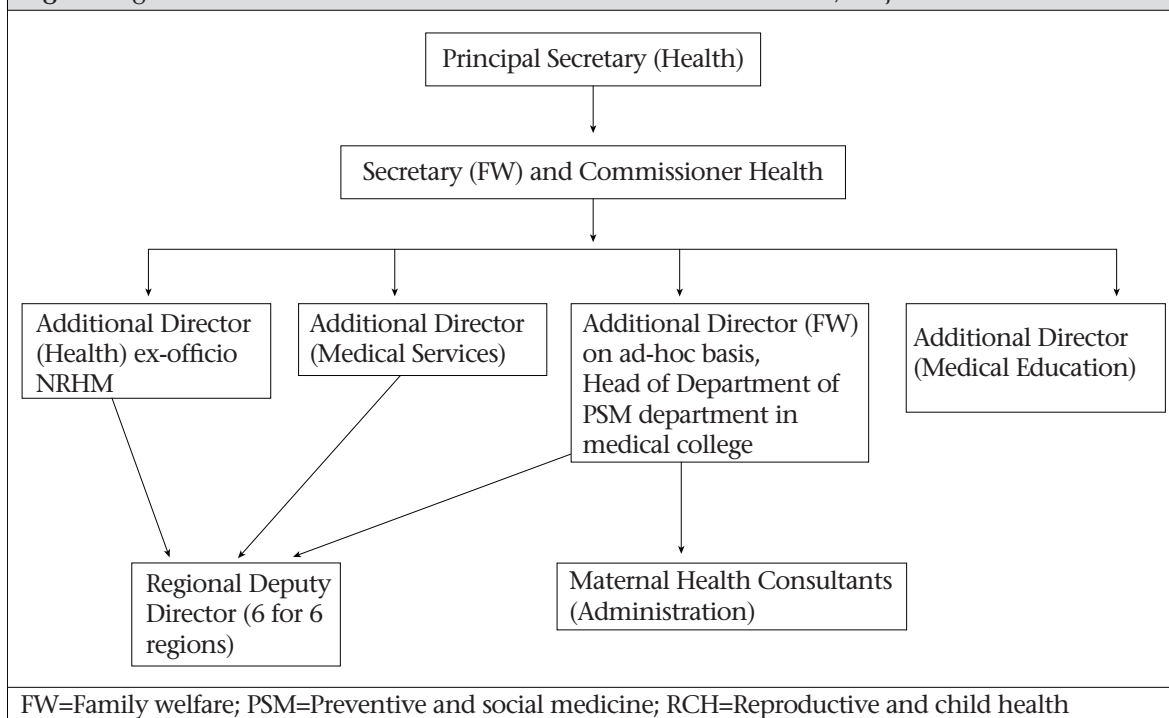 Principal Secretary (Health)
Secretary (FW) and Commissioner Health
Additional Director
(Health) ex-officio
NRHM
Additional Director
(Medical Services)
Additional Director (FW)
on ad-hoc basis,
Head of Department of
PSM department in
medical college
Additional Director
(Medical Education)
Regional Deputy
Director (6 for 6
regions)
Maternal Health Consultants
(Administration)
FW=Family welfare; PSM=Preventive and social medicine; RCH=Reproductive and child health